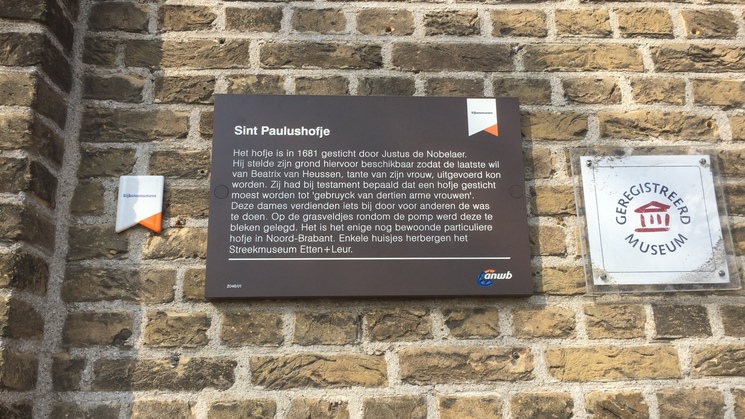 Rijksmonument
Sint Paulushofje
Het hofje is in 1681 gesticht door Justus de Nobelaer.
Hij stelde zijn grond hiervoor beschikbaar zodat de laatste wil
van Beatrix van Heussen, tante van zijn vrouw, uitgevoerd kon
worden. Zij had bij testament bepaald dat een hofje gesticht
moest worden tot 'gebruyck van dertien arme vrouwen'.
Deze dames verdienden iets bij door voor anderen de was
te doen. Op de grasveldjes rondom de pomp werd deze te
bleken gelegd. Het is het enige nog bewoonde particuliere
hofje in Noord-Brabant. Enkele huisjes herbergen het
Streekmuseum Etten+Leur.
anwb
Rijksmonument
GEREGISTREERD
MUSEUM